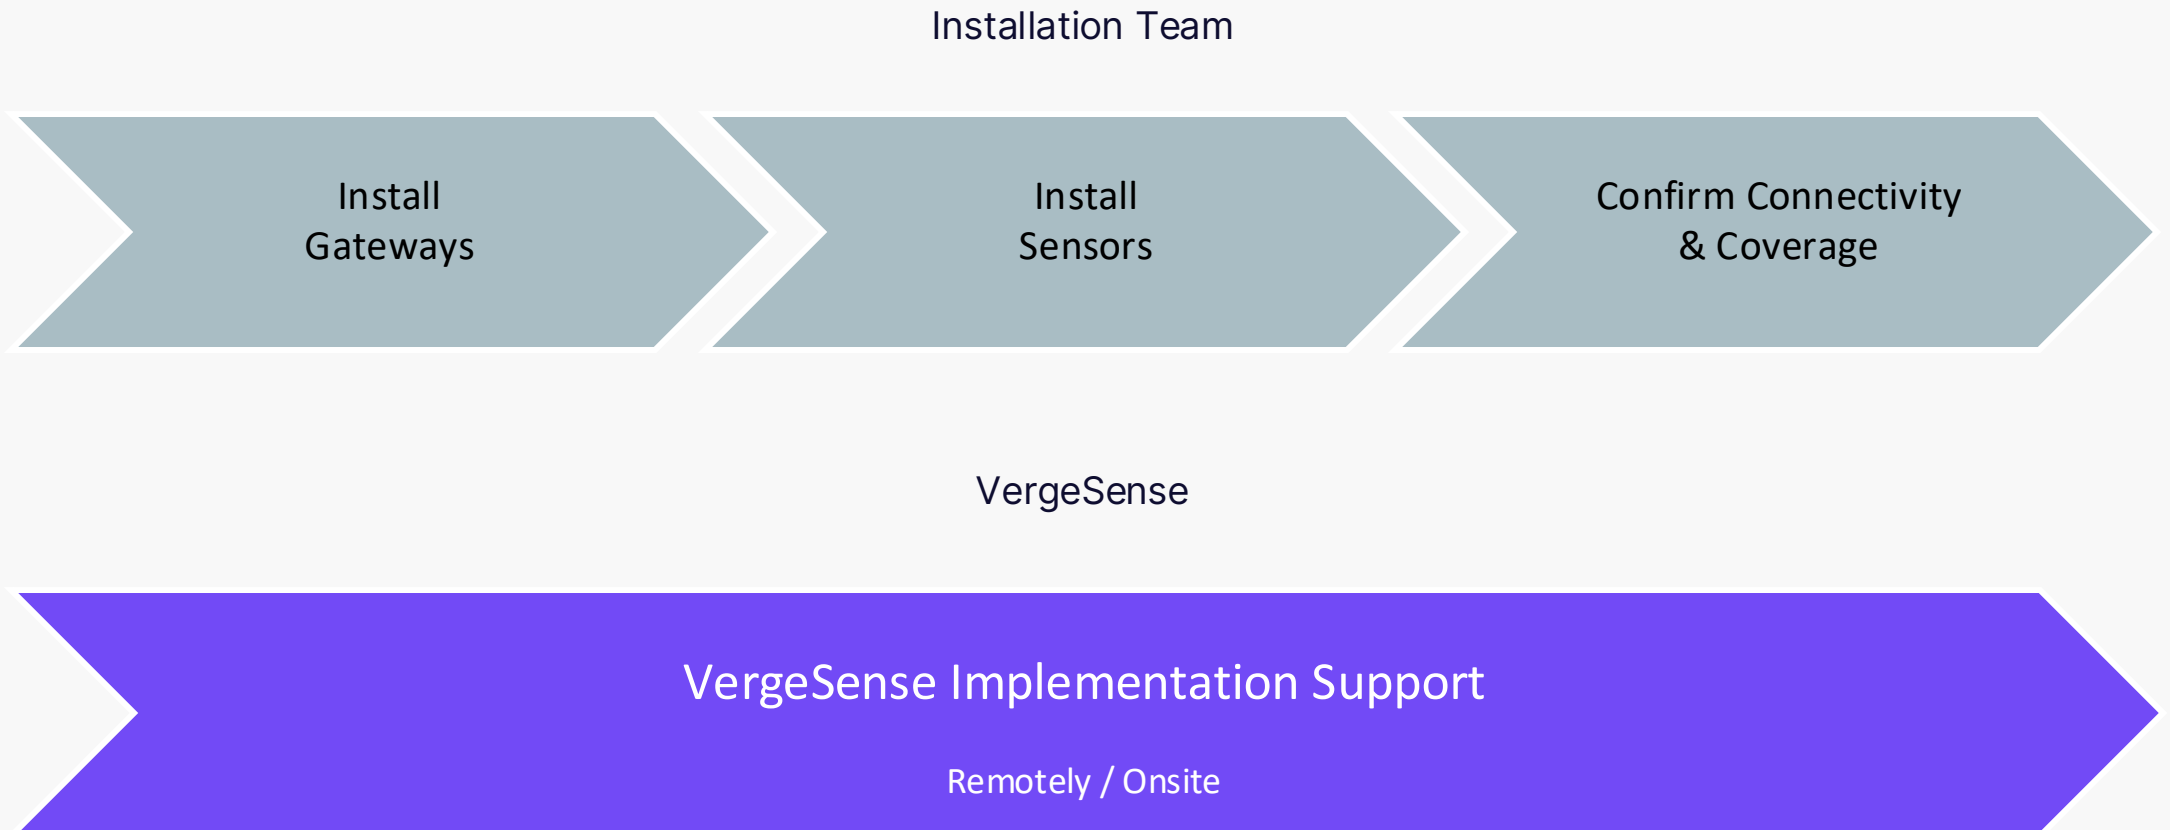 Installation Team
Install
Gateways
Install
Sensors
Confirm Connectivity
& Coverage
VergeSense
VergeSense Implementation Support
Remotely / Onsite